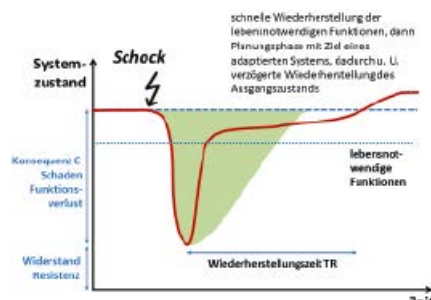 schnelle Wiederherstellung der
lebeninotwendigen Funktionen, dann
Planungsphase mit Ziel eines
adaptierten Systems, dadurch u. U.
verzögerte Wiederherstellung des
Ausgangszustands
System-
zustand
Schock
Konsequenz C
Schaden
Funktions-
verlust
lebensnot-
wendige
Funktionen
Widerstand
Resistenz
Wiederherstellungszeit TR